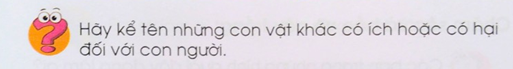 Hãy kể tên những con vật khác có ích hoặc có hại
đối với con người.